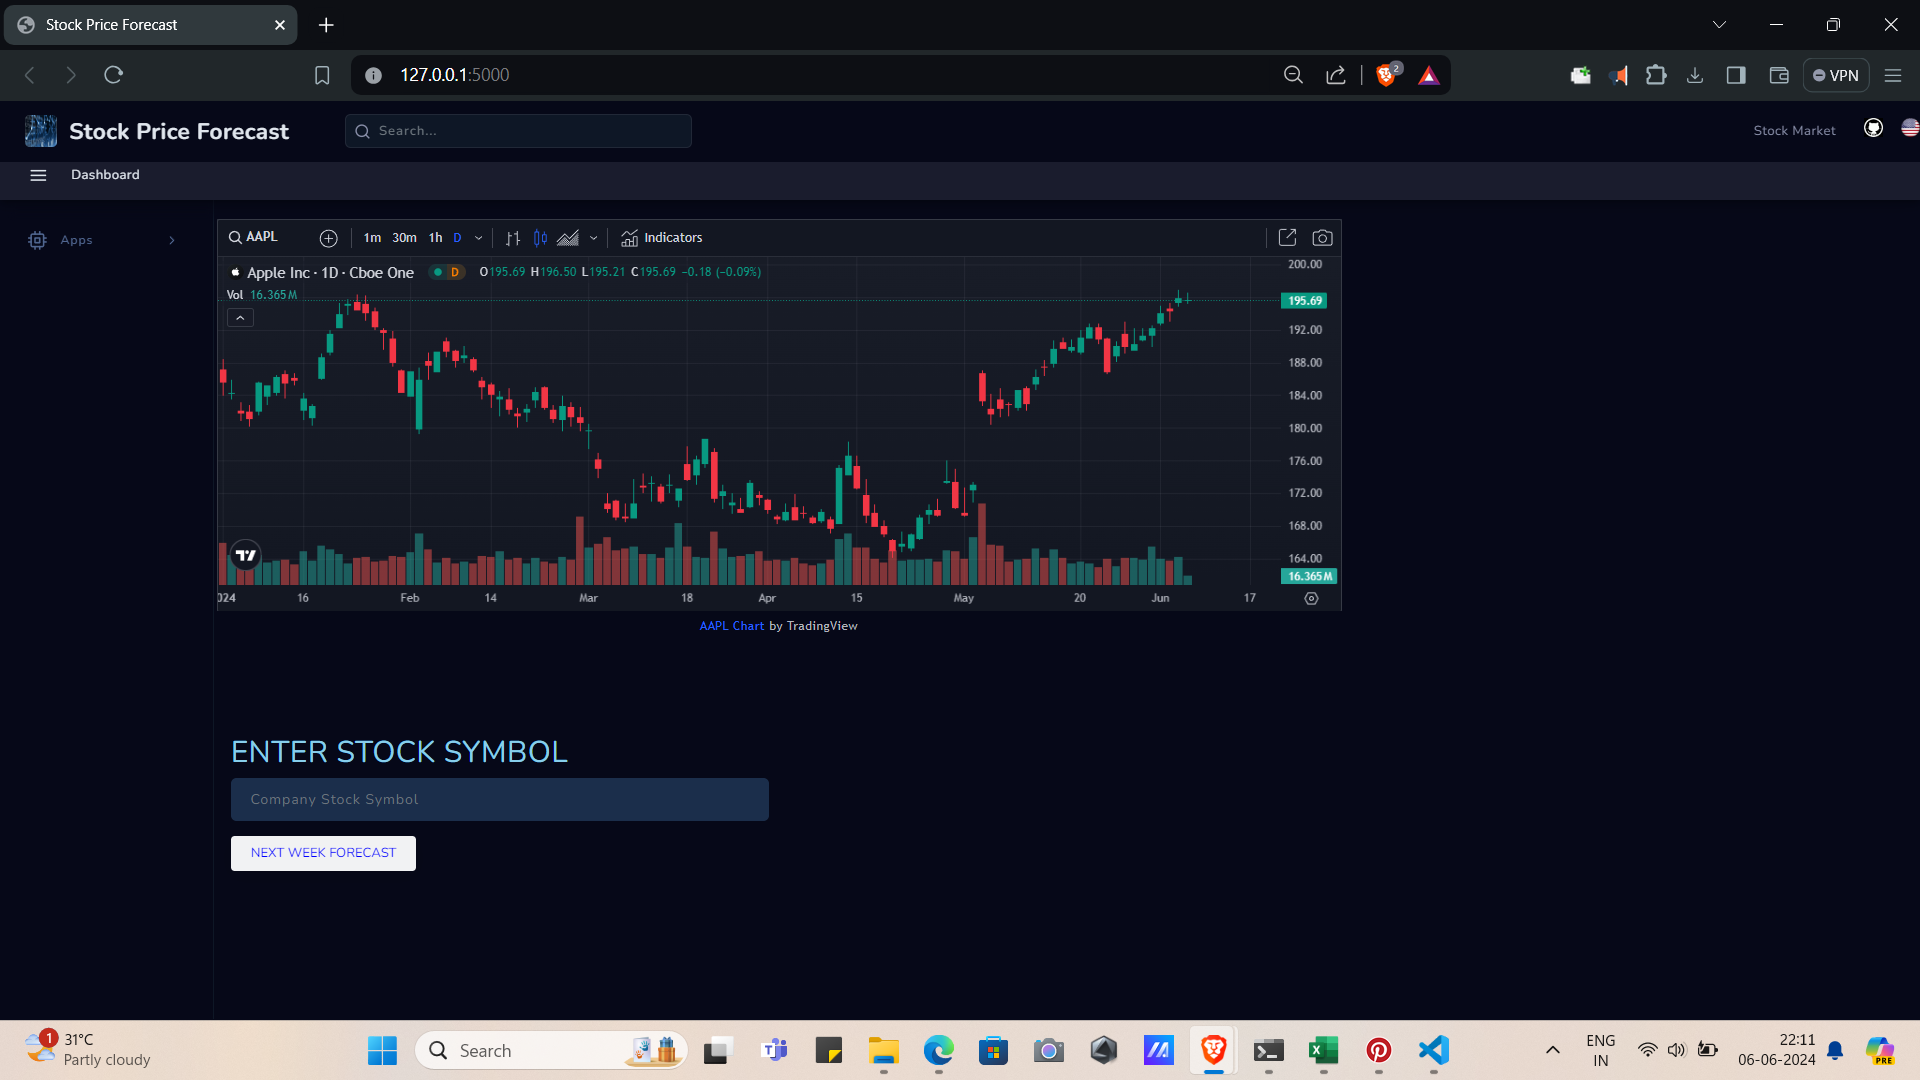 Stock Price Forecast
127.0.0.1:5000
2
VPN
Stock Price Forecast
Search...
Stock Market
Dashboard
Apps
AAPL
1m 30m 1h D
Indicators
Apple Inc · 1D · Cboe One
D
O195.69 H196.50 L195.21 C195.69 −0.18 (−0.09%)
Vol 16.365M
200.00
195.69
192.00
188.00
184.00
180.00
176.00
172.00
168.00
164.00
16.365M
024 16 Feb 14 Mar 18 Apr 15 May 20 Jun 17
AAPL Chart by TradingView
ENTER STOCK SYMBOL
Company Stock Symbol
NEXT WEEK FORECAST
1
31°C
Partly cloudy
Search
ENG
IN
22:11
06-06-2024
PRE